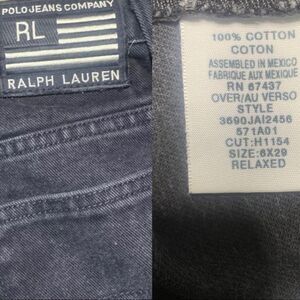 POLO JEANS COMPANY
RL
RALPH LAUREN
100% COTTON
COTON
ASSEMBLED IN MEXICO
FABRIQUE AUX MEXIQUE
RN 67437
OVER/AU VERSO
STYLE
3690JAI2456
571A01
CUT:H1154
SIZE:6X29
RELAXED